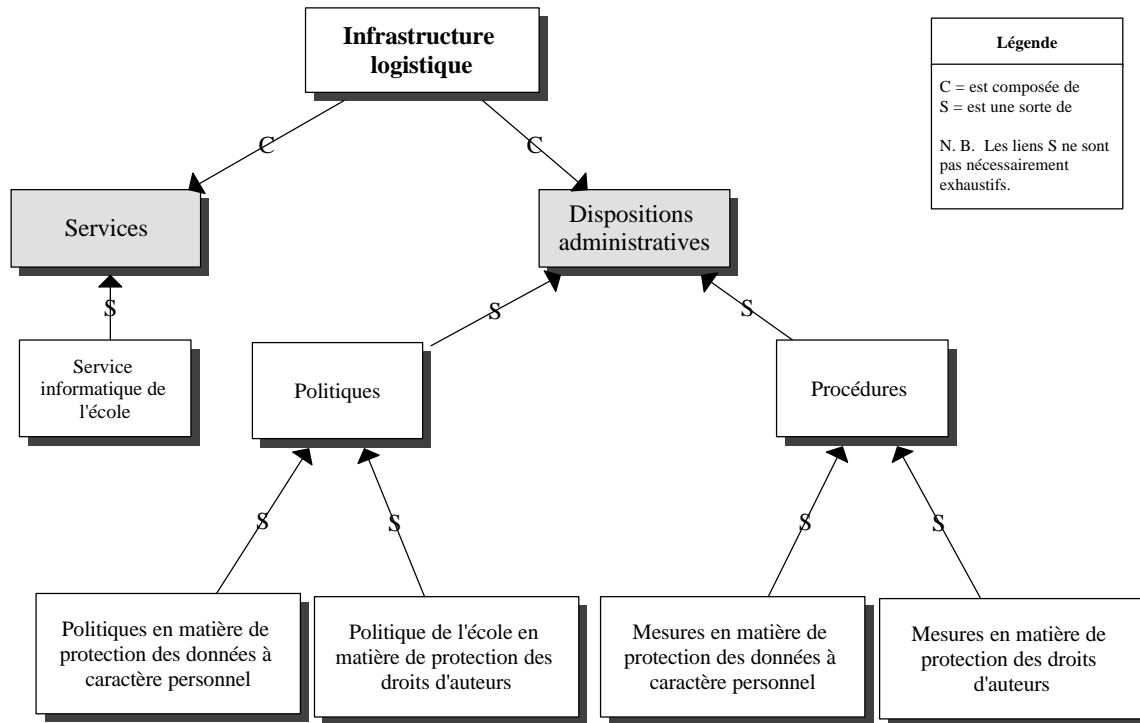 Infrastructure
logistique
Légende
C = est composée de
S = est une sorte de
N. B. Les liens S ne sont
pas nécessairement
exhaustifs.
C
C
Services
Dispositions
administratives
S
S
S
Service
informatique de
l'école
Politiques
Procédures
S
S
S
S
Politiques en matière de
protection des données à
caractère personnel
Politique de l'école en
matière de protection des
droits d'auteurs
Mesures en matière de
protection des données à
caractère personnel
Mesures en matière de
protection des droits
d'auteurs